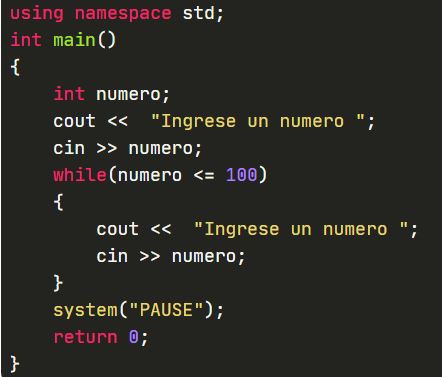 using namespace std;
int main()
{
    int numero;
    cout <<  "Ingrese un numero ";
    cin >> numero;
    while(numero <= 100)
    {
        cout <<  "Ingrese un numero ";
        cin >> numero;
    }
    system("PAUSE");
    return 0;
}